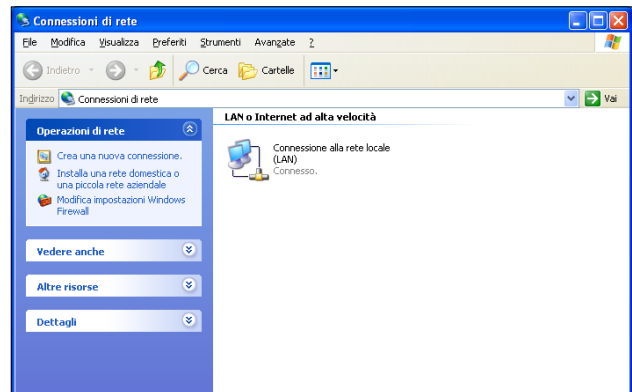 Connessioni di rete
File Modifica Visualizza Preferiti Strumenti Avanzate ?
Indietro Cerca Cartelle
Indirizzo Connessioni di rete Vai
Operazioni di rete
Crea una nuova connessione.
Installa una rete domestica o
una piccola rete aziendale
Modifica impostazioni Windows
Firewall
Vedere anche
Altre risorse
Dettagli
LAN o Internet ad alta velocità
Connessione alla rete locale
(LAN)
Connesso.